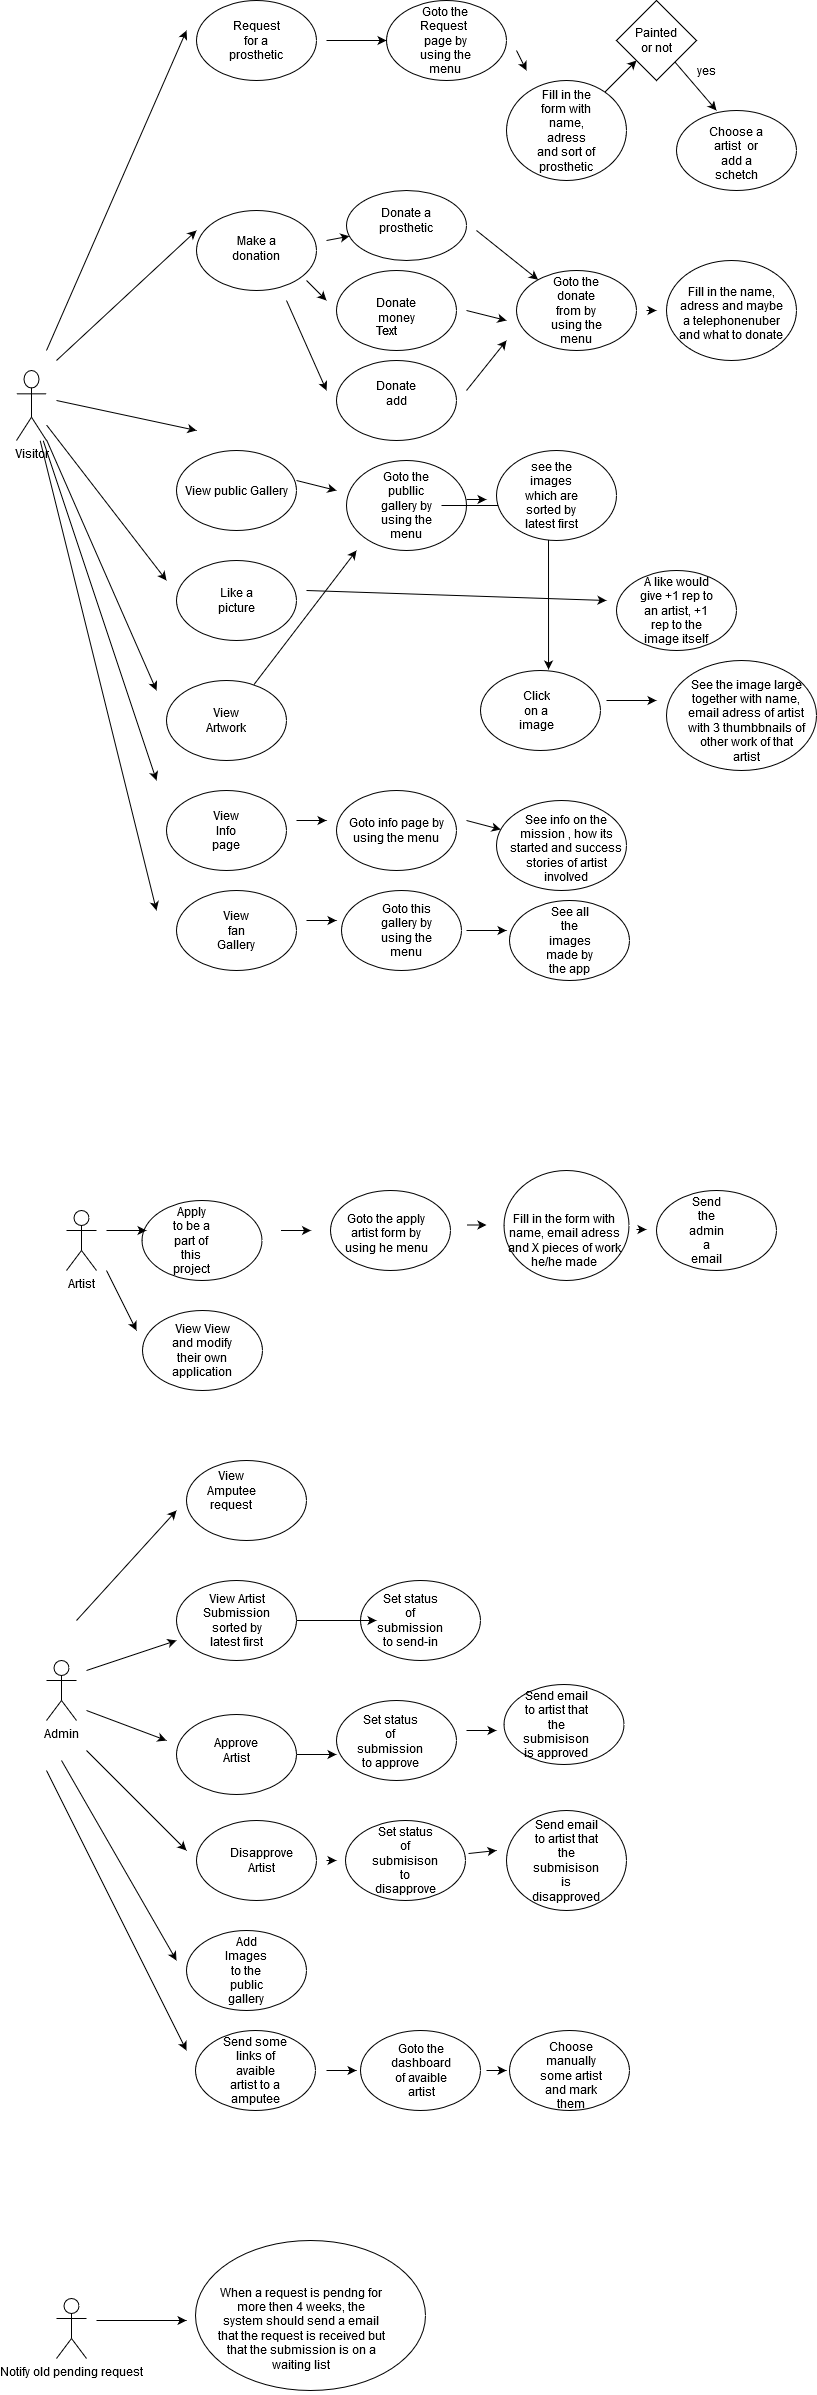 Request
for a
prosthetic
Goto the
Request
page by
using the
menu
Painted
or not
yes
Fill in the
form with
name,
adress
and sort of
prosthetic
Choose a
artist or
add a
schetch
Make a
donation
Donate a
prosthetic
Donate
money
Text
Donate
add
Goto the
donate
from by
using the
menu
Fill in the name,
adress and maybe
a telephonenuber
and what to donate
Visitor
View public Gallery
Goto the
publlic
gallery by
using the
menu
see the
images
which are
sorted by
latest first
Like a
picture
A like would
give +1 rep to
an artist, +1
rep to the
image itself
View
Artwork
Click
on a
image
See the image large
together with name,
email adress of artist
with 3 thumbbnails of
other work of that
artist
View
Info
page
Goto info page by
using the menu
See info on the
mission , how its
started and success
stories of artist
involved
View
fan
Gallery
Goto this
gallery by
using the
menu
See all
the
images
made by
the app
Artist
Apply
to be a
part of
this
project
Goto the apply
artist form by
using he menu
Fill in the form with
name, email adress
and X pieces of work
he/he made
Send
the
admin
a
email
View View
and modify
their own
application
View
Amputee
request
View Artist
Submission
sorted by
latest first
Set status
of
submission
to send-in
Admin
Approve
Artist
Set status
of
submission
to approve
Send email
to artist that
the
submisison
is approved
Disapprove
Artist
Set status
of
submisison
to
disapprove
Send email
to artist that
the
submisison
is
disapproved
Add
Images
to the
public
gallery
Send some
links of
avaible
artist to a
amputee
Goto the
dashboard
of avaible
artist
Choose
manually
some artist
and mark
them
Notify old pending request
When a request is pendng for
more then 4 weeks, the
system should send a email
that the request is received but
that the submission is on a
waiting list